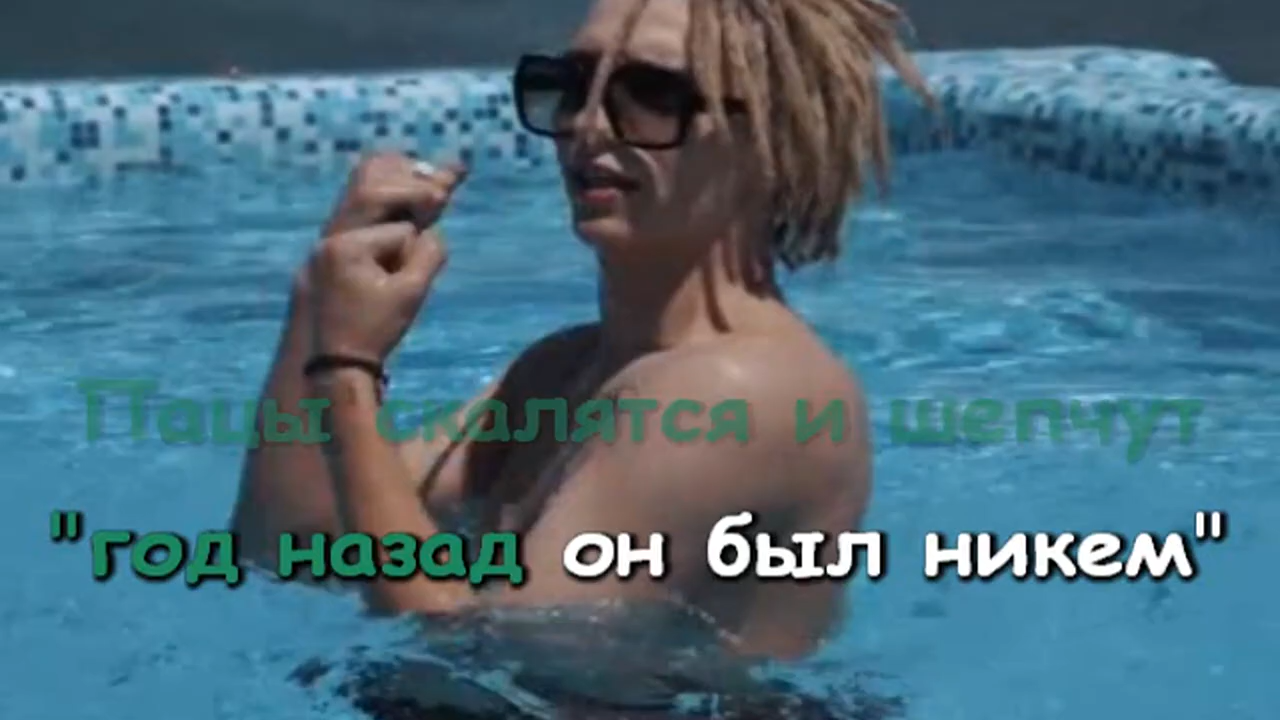 Пацы скалятся и шепчут
"год назад он был никем"